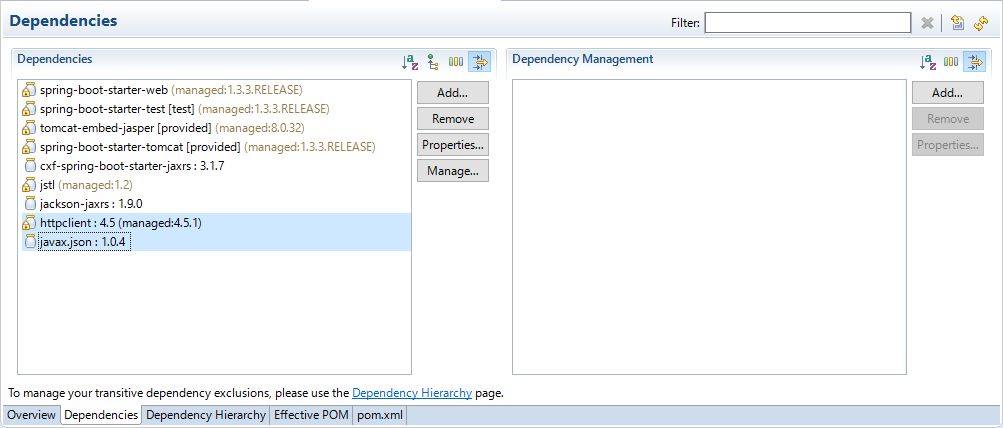 Dependencies
Filter:
Dependencies
spring-boot-starter-web (managed:1.3.3.RELEASE)
spring-boot-starter-test [test] (managed:1.3.3.RELEASE)
tomcat-embed-jasper [provided] (managed:8.0.32)
spring-boot-starter-tomcat [provided] (managed:1.3.3.RELEASE)
cxf-spring-boot-starter-jaxrs : 3.1.7
jstl (managed:1.2)
jackson-jaxrs : 1.9.0
httpclient : 4.5 (managed:4.5.1)
javax.json : 1.0.4
Add...
Remove
Properties...
Manage...
Dependency Management
Add...
Remove
Properties...
To manage your transitive dependency exclusions, please use the Dependency Hierarchy page.
Overview Dependencies Dependency Hierarchy Effective POM pom.xml